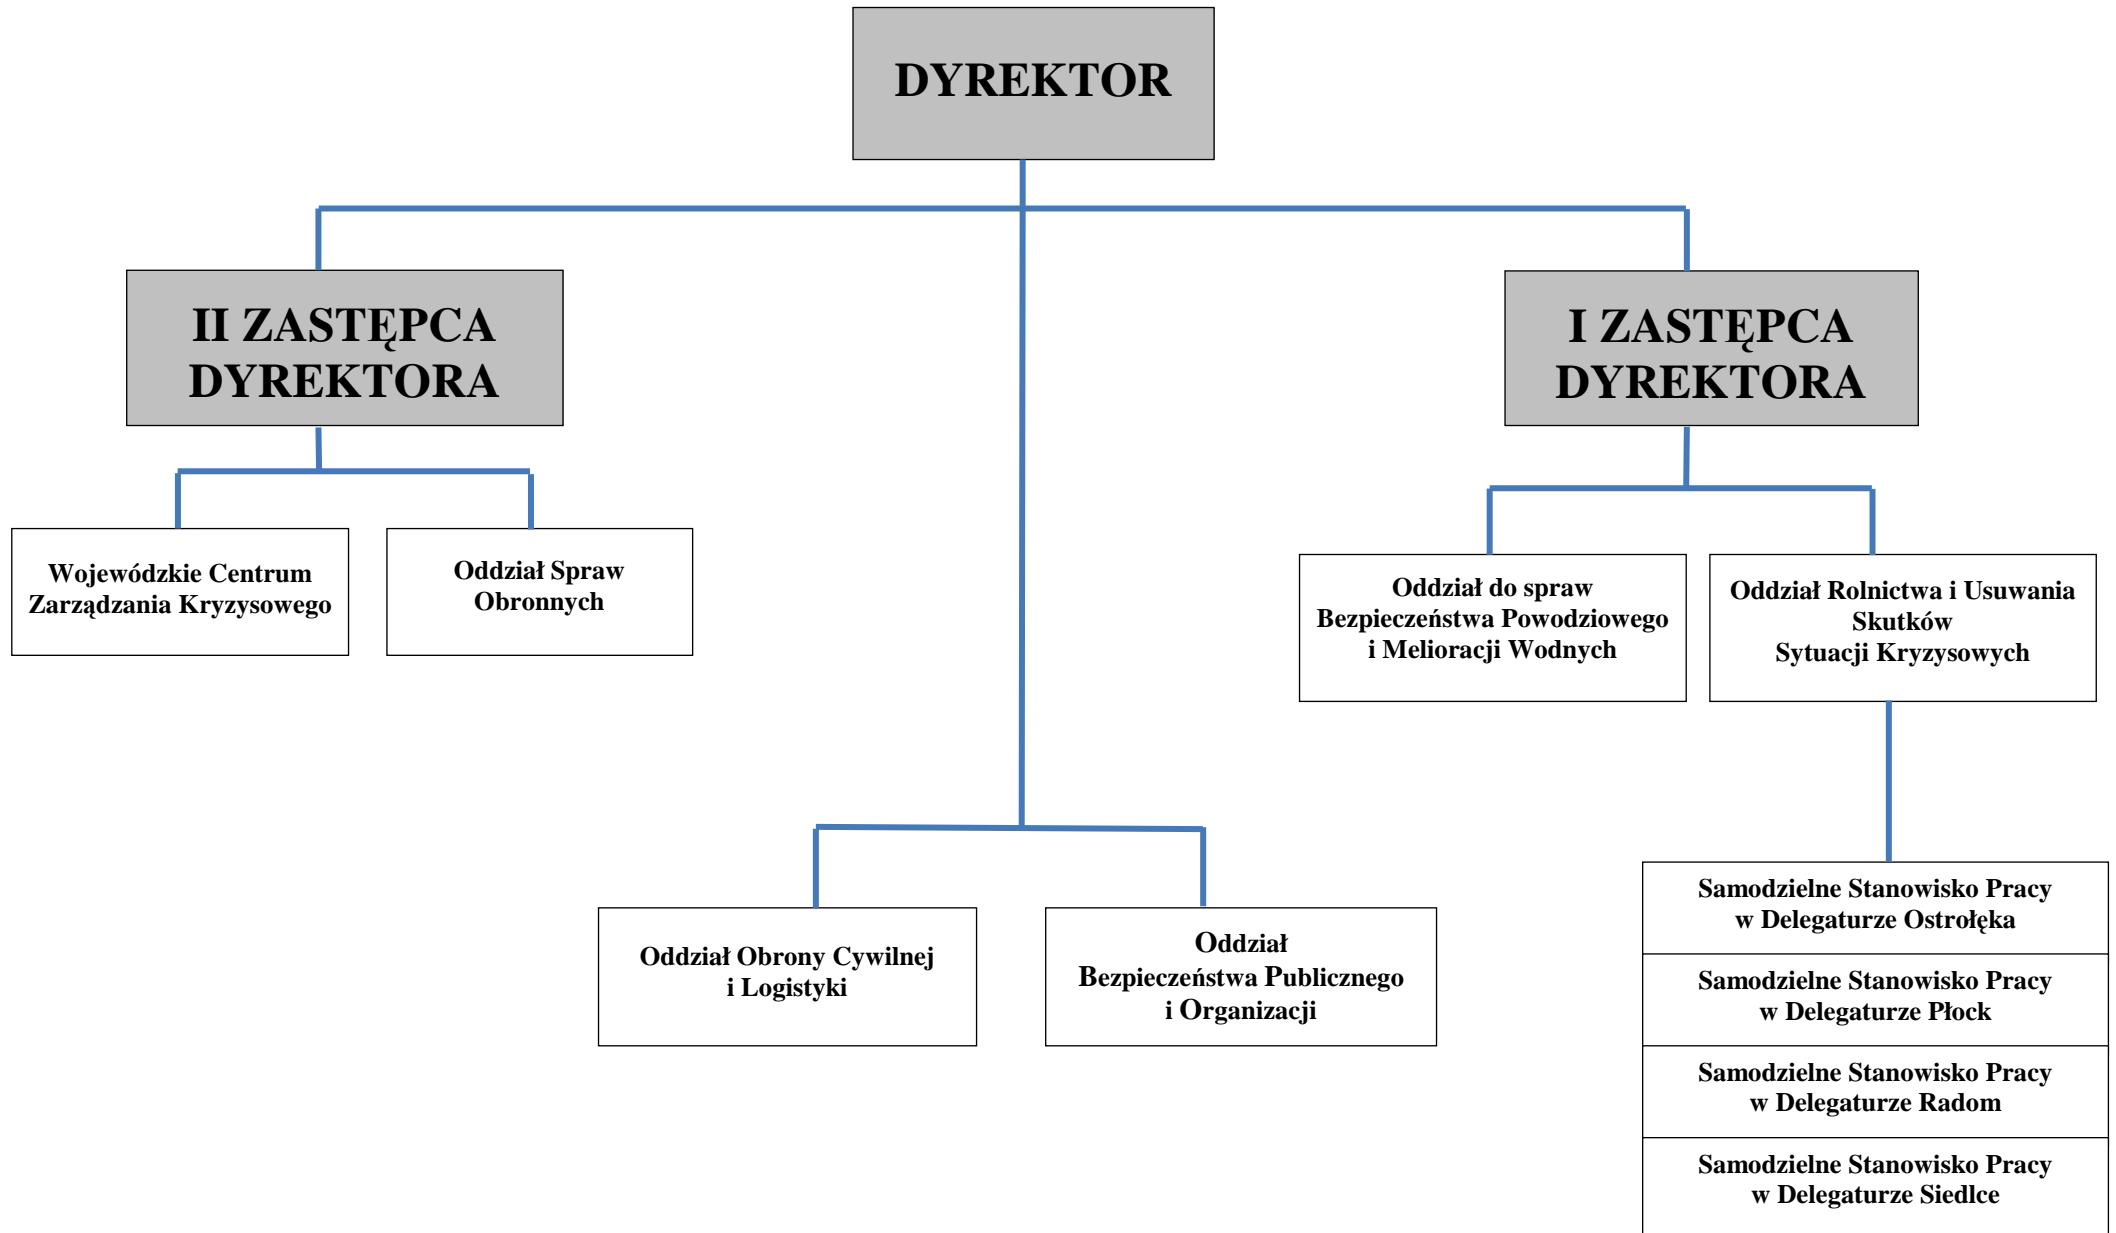 DYREKTOR
II ZASTĘPCA
DYREKTORA
I ZASTĘPCA
DYREKTORA
Wojewódzkie Centrum
Zarządzania Kryzysowego
Oddział Spraw
Obronnych
Oddział do spraw
Bezpieczeństwa Powodziowego
i Melioracji Wodnych
Oddział Rolnictwa i Usuwania
Skutków
Sytuacji Kryzysowych
Oddział Obrony Cywilnej
i Logistyki
Oddział
Bezpieczeństwa Publicznego
i Organizacji
Samodzielne Stanowisko Pracy
w Delegaturze Ostrołęka
Samodzielne Stanowisko Pracy
w Delegaturze Płock
Samodzielne Stanowisko Pracy
w Delegaturze Radom
Samodzielne Stanowisko Pracy
w Delegaturze Siedlce